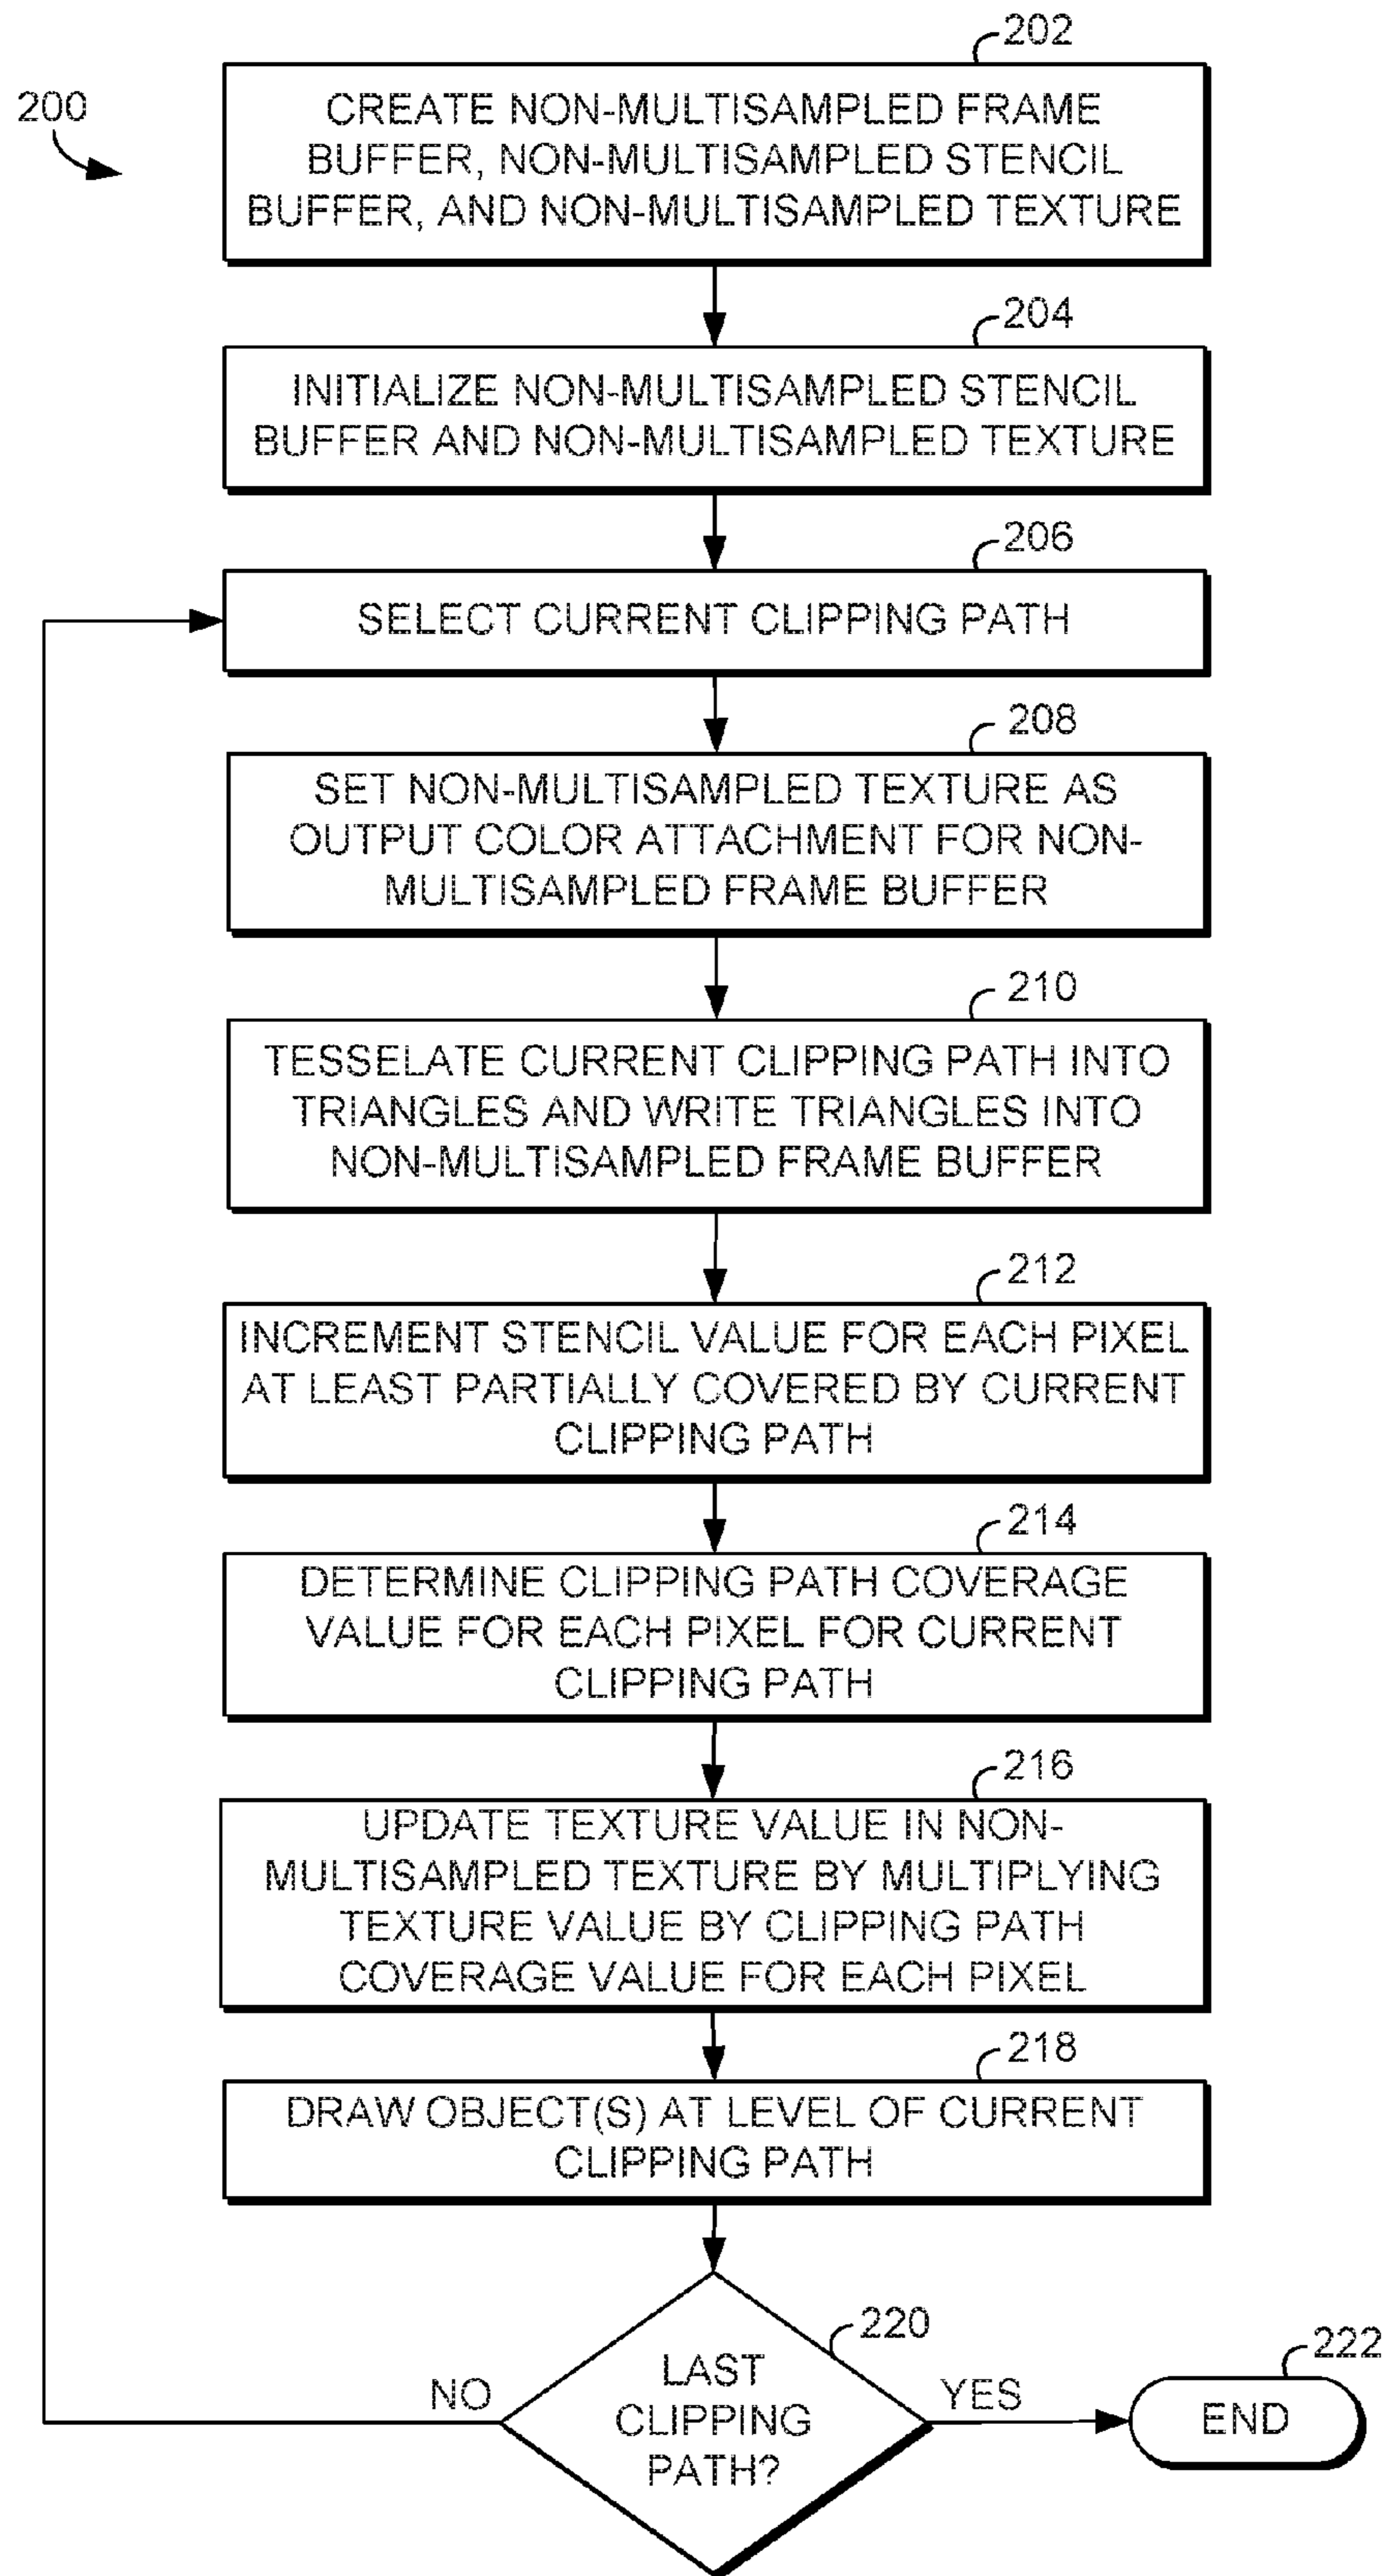 200
202
CREATE NON-MULTISAMPLED FRAME
BUFFER, NON-MULTISAMPLED STENCIL
BUFFER, AND NON-MULTISAMPLED TEXTURE
204
INITIALIZE NON-MULTISAMPLED STENCIL
BUFFER AND NON-MULTISAMPLED TEXTURE
206
SELECT CURRENT CLIPPING PATH
208
SET NON-MULTISAMPLED TEXTURE AS
OUTPUT COLOR ATTACHMENT FOR NON-
MULTISAMPLED FRAME BUFFER
210
TESSELATE CURRENT CLIPPING PATH INTO
TRIANGLES AND WRITE TRIANGLES INTO
NON-MULTISAMPLED FRAME BUFFER
212
INCREMENT STENCIL VALUE FOR EACH PIXEL
AT LEAST PARTIALLY COVERED BY CURRENT
CLIPPING PATH
214
DETERMINE CLIPPING PATH COVERAGE
VALUE FOR EACH PIXEL FOR CURRENT
CLIPPING PATH
216
UPDATE TEXTURE VALUE IN NON-
MULTISAMPLED TEXTURE BY MULTIPLYING
TEXTURE VALUE BY CLIPPING PATH
COVERAGE VALUE FOR EACH PIXEL
218
DRAW OBJECT(S) AT LEVEL OF CURRENT
CLIPPING PATH
220
LAST
CLIPPING
PATH?
NO
YES
222
END